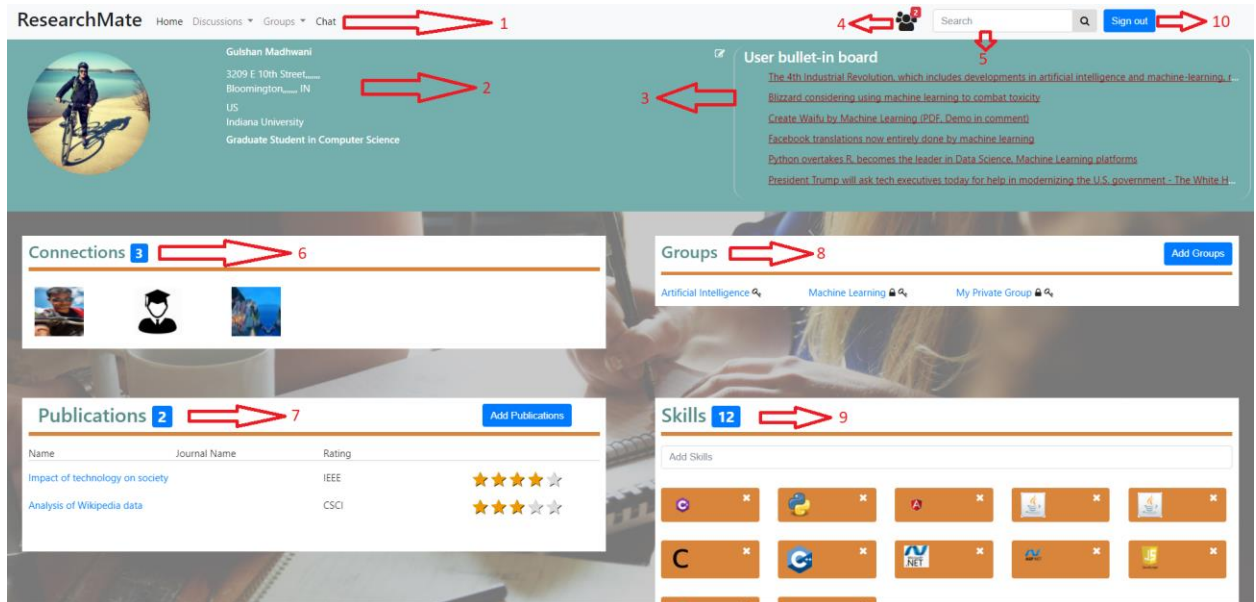 ResearchMate Home Discussions Groups Chat 1 4 2 Search Sign out 10
5
Gulshan Madhwani
3209 E 10th Street,,,,,,
Bloomington,,,,,, IN
US
Indiana University
Graduate Student in Computer Science
2
3
User bullet-in board
The 4th Industrial Revolution, which includes developments in artificial intelligence and machine-learning, r...
Blizzard considering using machine learning to combat toxicity
Create Waifu by Machine Learning (PDF, Demo in comment)
Facebook translations now entirely done by machine learning
Python overtakes R, becomes the leader in Data Science, Machine Learning platforms
President Trump will ask tech executives today for help in modernizing the U.S. government - The White H...
Connections 3 6
Groups 8 Add Groups
Artificial Intelligence Machine Learning My Private Group
Publications 2 7 Add Publications
Name Journal Name Rating
Impact of technology on society IEEE
Analysis of Wikipedia data CSCI
Skills 12 9
Add Skills
C C++ .NET JS